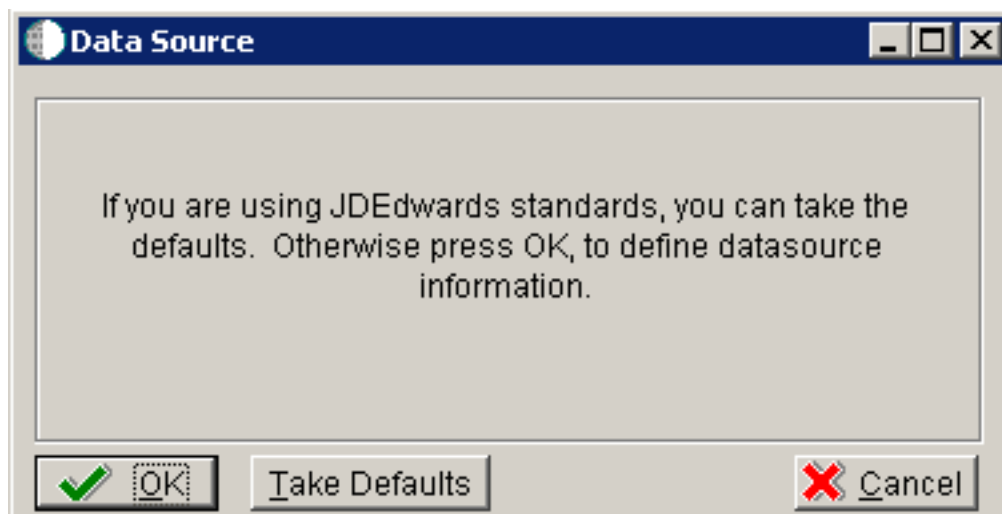 Data Source
If you are using JDEdwards standards, you can take the
defaults.  Otherwise press OK, to define datasource
information.
OK
Take Defaults
Cancel